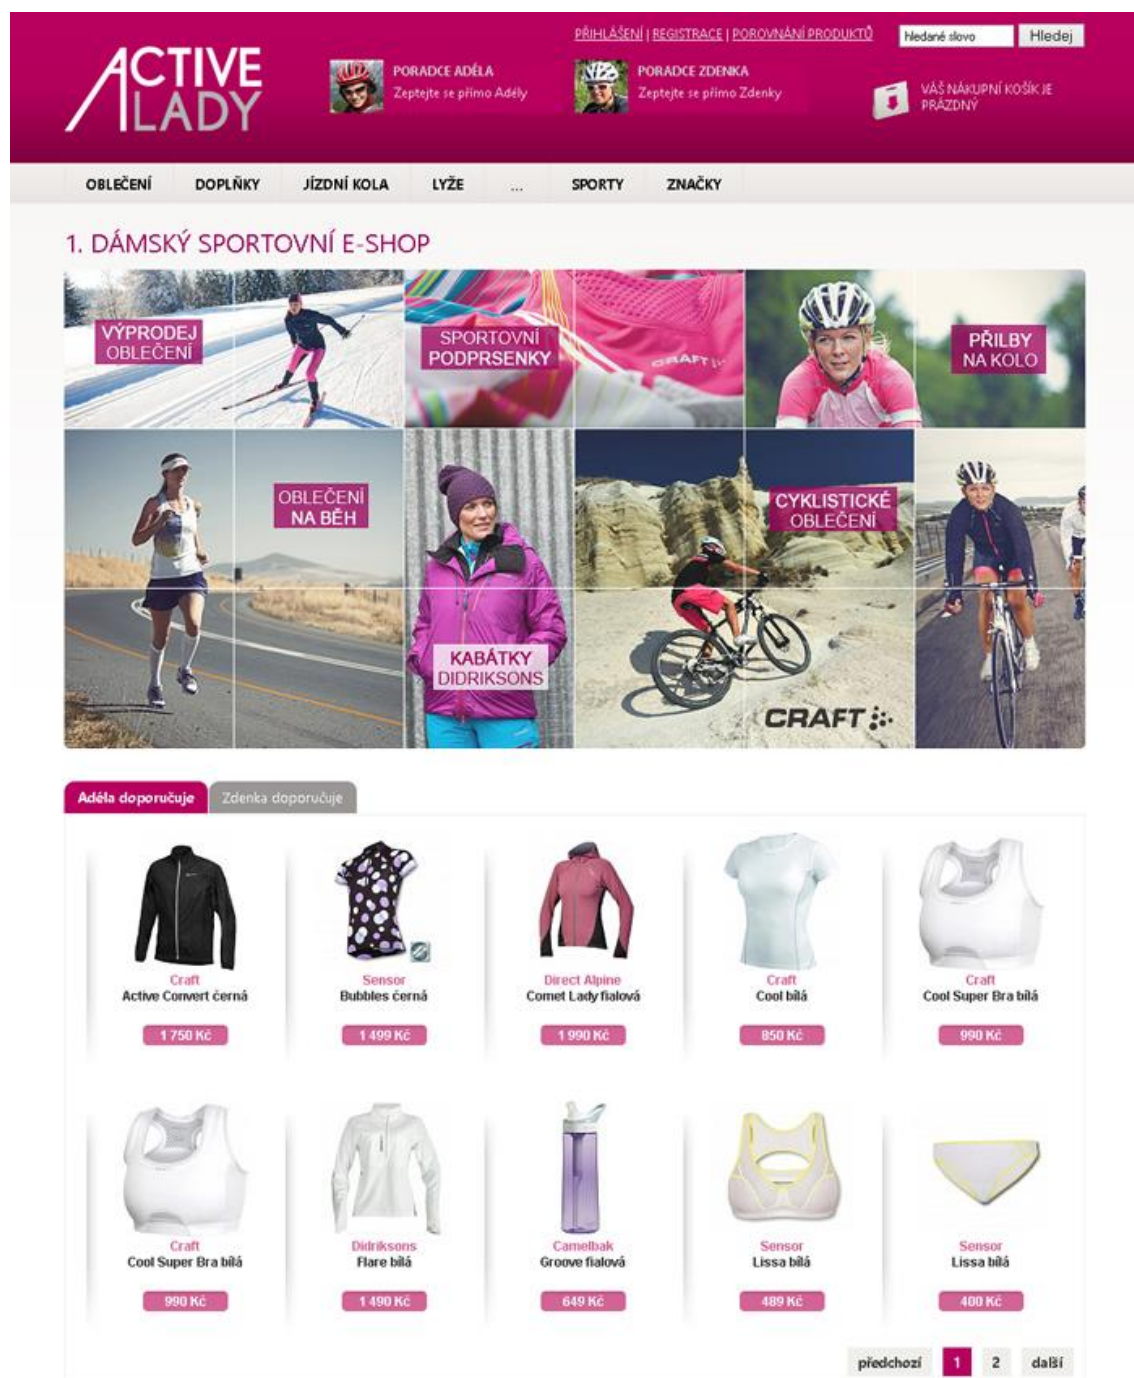 PŘIHLÁŠENÍ | REGISTRACE | POROVNÁNÍ PRODUKTŮ
hledané slovo
Hledej
ACTIVE
LADY
PORADCE ADÉLA
Zeptejte se přímo Adély
PORADCE ZDENKA
Zeptejte se přímo Zdenky
VÁŠ NÁKUPNÍ KOŠÍK JE
PRÁZDNÝ
OBLEČENÍ DOPLŇKY JÍZDNÍ KOLA LYŽE ... SPORTY ZNAČKY
1. DÁMSKÝ SPORTOVNÍ E-SHOP
VÝPRODEJ
OBLEČENÍ
SPORTOVNÍ
PODPRSENKY
CRAFT
PŘILBY
NA KOLO
OBLEČENÍ
NA BĚH
CYKLISTICKÉ
OBLEČENÍ
KABÁTKY
DIDRIKSONS
CRAFT
Adéla doporučuje Zdenka doporučuje
Craft
Active Convert černá
1 750 Kč
Sensor
Bubbles černá
1 499 Kč
Direct Alpine
Comet Lady fialová
1 990 Kč
Craft
Cool bílá
850 Kč
Craft
Cool Super Bra bílá
990 Kč
Craft
Cool Super Bra bílá
990 Kč
Didriksons
Flare bílá
1 490 Kč
Camelbak
Groove fialová
649 Kč
Sensor
Lissa bílá
489 Kč
Sensor
Lissa bílá
400 Kč
předchozí 1 2 další